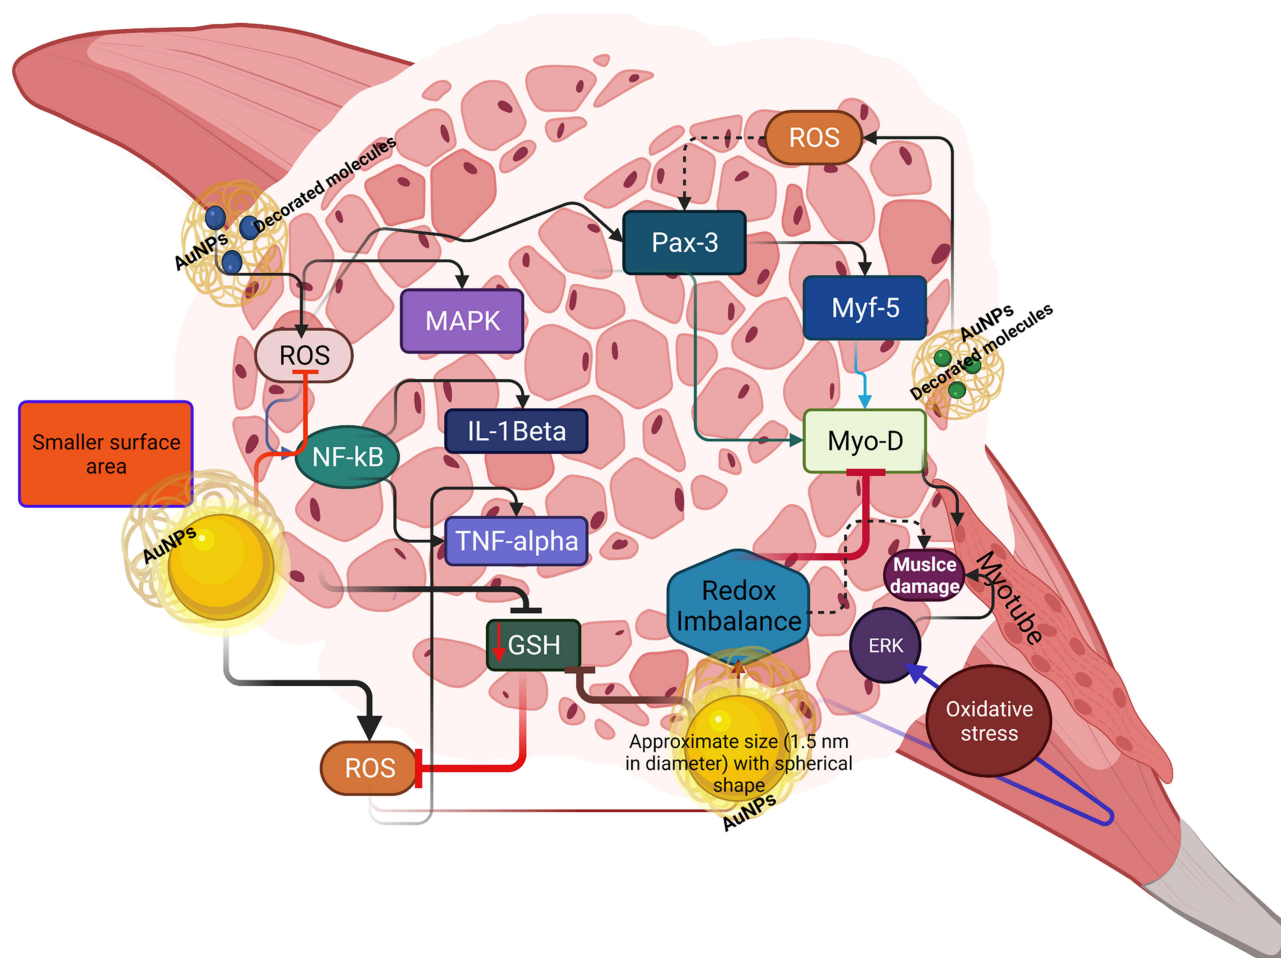 ROS
Decorated molecules
AuNPs
Pax-3
MAPK
Myf-5
ROS
AuNPs
Decorated molecules
Smaller surface
area
IL-1Beta
Myo-D
NF-kB
AuNPs
TNF-alpha
Muslce
damage
Myotube
Redox
Imbalance
GSH
ERK
Oxidative
stress
ROS
Approximate size (1.5 nm
in diameter) with spherical
shape
AuNPs